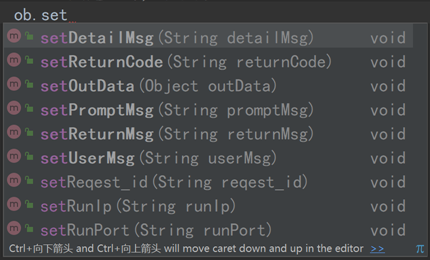 ob. set
setDetailMsg(String detailMsg) void
setReturnCode(String returnCode) void
setOutData(Object outData) void
setPromptMsg(String promptMsg) void
setReturnMsg(String returnMsg) void
setUserMsg(String userMsg) void
setReqest_id(String reqest_id) void
setRunIp(String runIp) void
setRunPort(String runPort) void
Ctrl+向下箭头 and Ctrl+向上箭头 will move caret down and up in the editor >> π